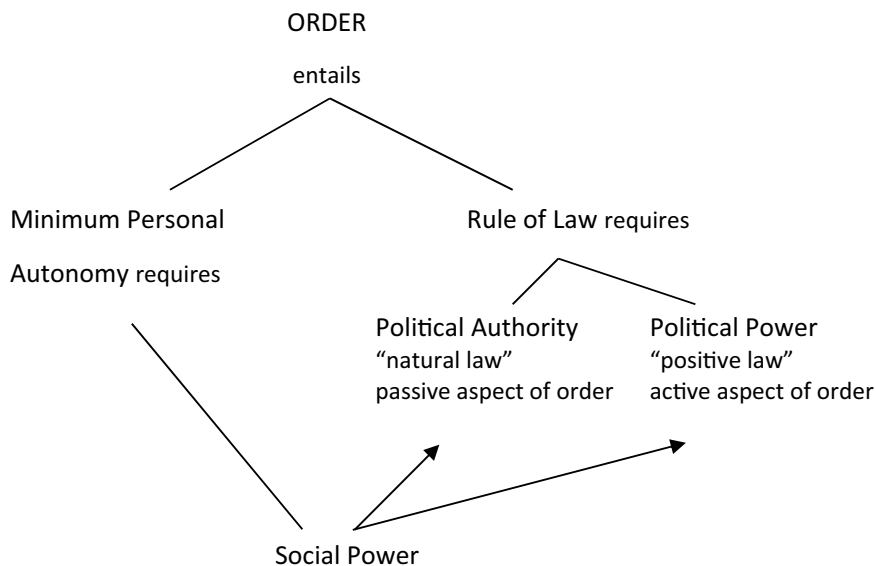 ORDER
entails
Minimum Personal
Autonomy requires
Rule of Law requires
Political Authority
“natural law”
passive aspect of order
Political Power
“positive law”
active aspect of order
Social Power